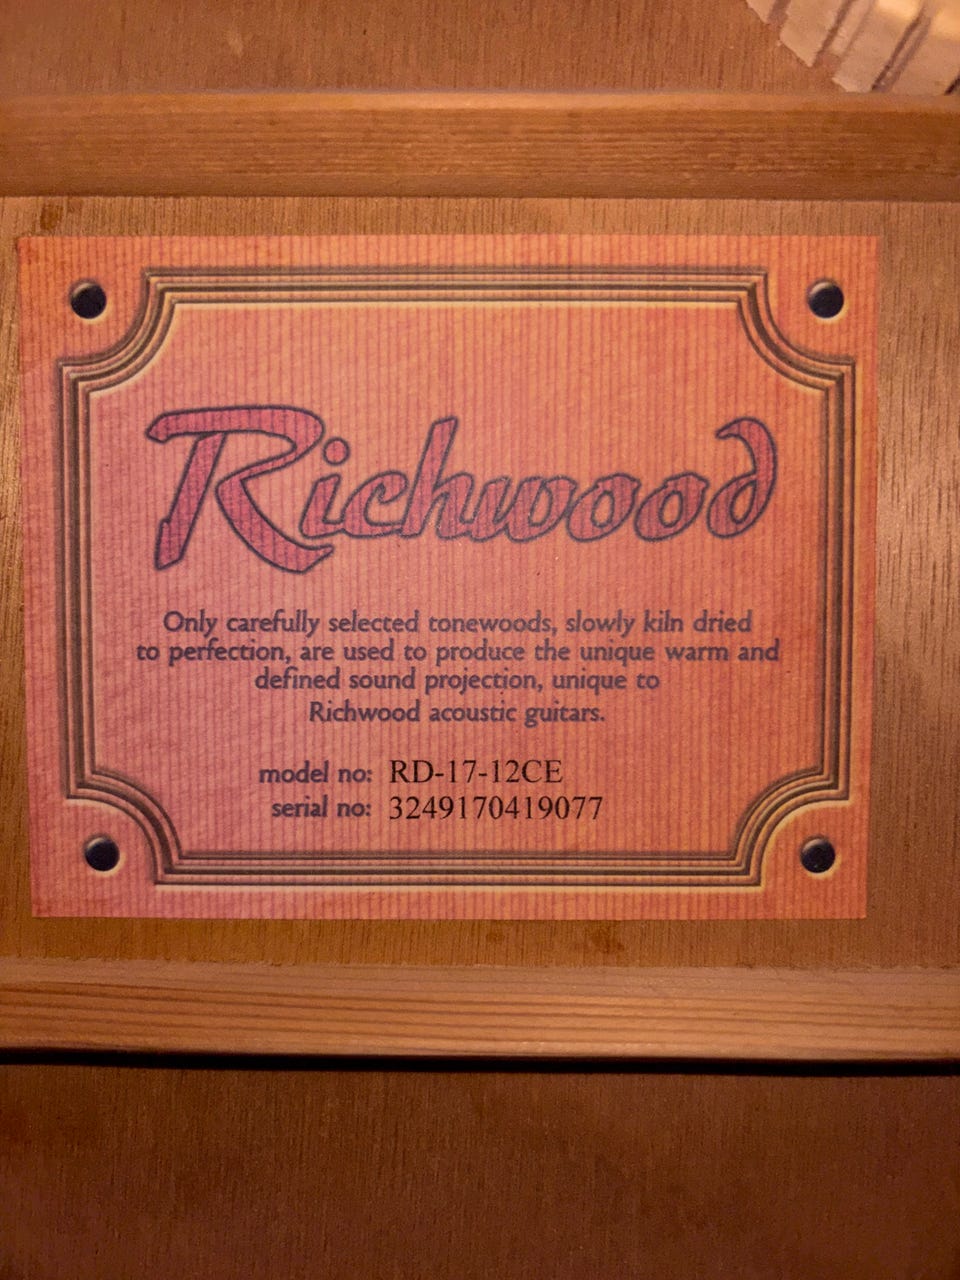 Richwood
Only carefully selected tonewoods, slowly kiln dried
to perfection, are used to produce the unique warm and
defined sound projection, unique to
Richwood acoustic guitars.
model no: RD-17-12CE
serial no: 3249170419077